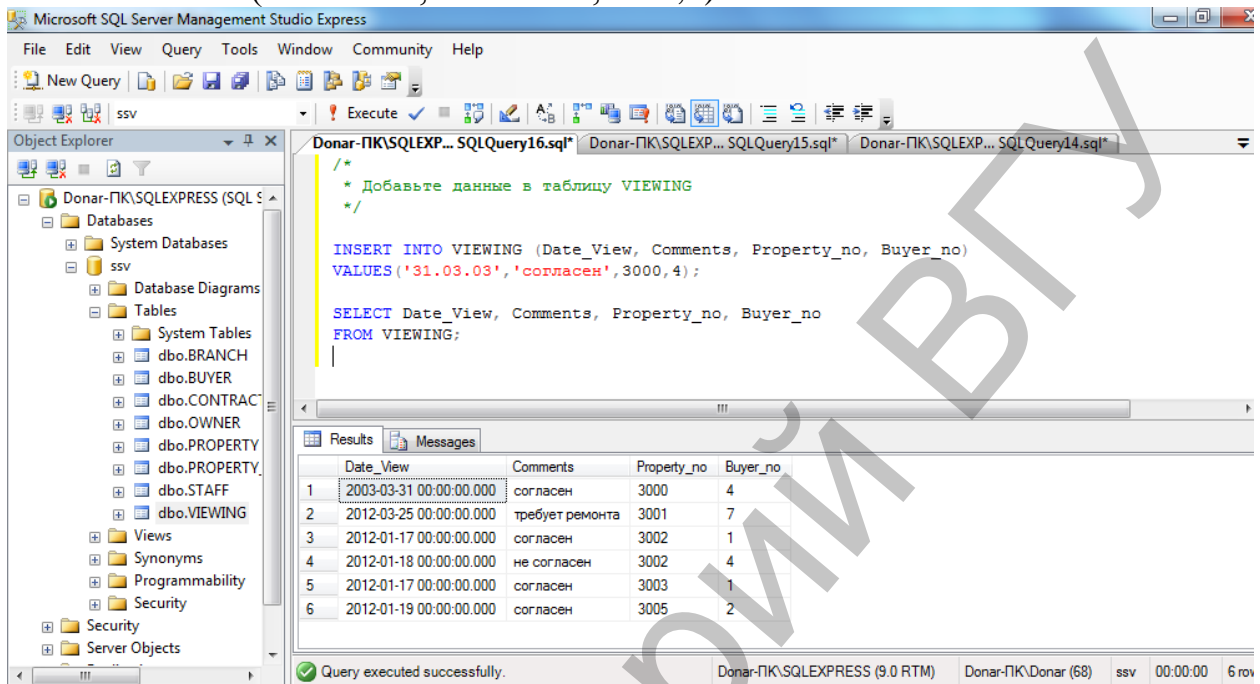 Microsoft SQL Server Management Studio Express
File Edit View Query Tools Window Community Help
New Query
ssv Execute
Object Explorer
Donar-ПК\SQLEXP... SQLQuery16.sql* Donar-ПК\SQLEXP... SQLQuery15.sql* Donar-ПК\SQLEXP... SQLQuery14.sql*
Donar-ПК\SQLEXPRESS (SQL S
Databases
System Databases
ssv
Database Diagrams
Tables
System Tables
dbo.BRANCH
dbo.BUYER
dbo.CONTRAC
dbo.OWNER
dbo.PROPERTY
dbo.PROPERTY_
dbo.STAFF
dbo.VIEWING
Views
Synonyms
Programmability
Security
Security
Server Objects
/*
* Добавьте данные в таблицу VIEWING
*/
INSERT INTO VIEWING (Date_View, Comments, Property_no, Buyer_no)
VALUES('31.03.03','согласен',3000,4);
SELECT Date_View, Comments, Property_no, Buyer_no
FROM VIEWING;
Results Messages
Date_View Comments Property_no Buyer_no
1 2003-03-31 00:00:00.000 согласен 3000 4
2 2012-03-25 00:00:00.000 требует ремонта 3001 7
3 2012-01-17 00:00:00.000 согласен 3002 1
4 2012-01-18 00:00:00.000 не согласен 3002 4
5 2012-01-17 00:00:00.000 согласен 3003 1
6 2012-01-19 00:00:00.000 согласен 3005 2
Query executed successfully. Donar-ПК\SQLEXPRESS (9.0 RTM) Donar-ПК\Donar (68) ssv 00:00:00 6 rov
рий ВГУ